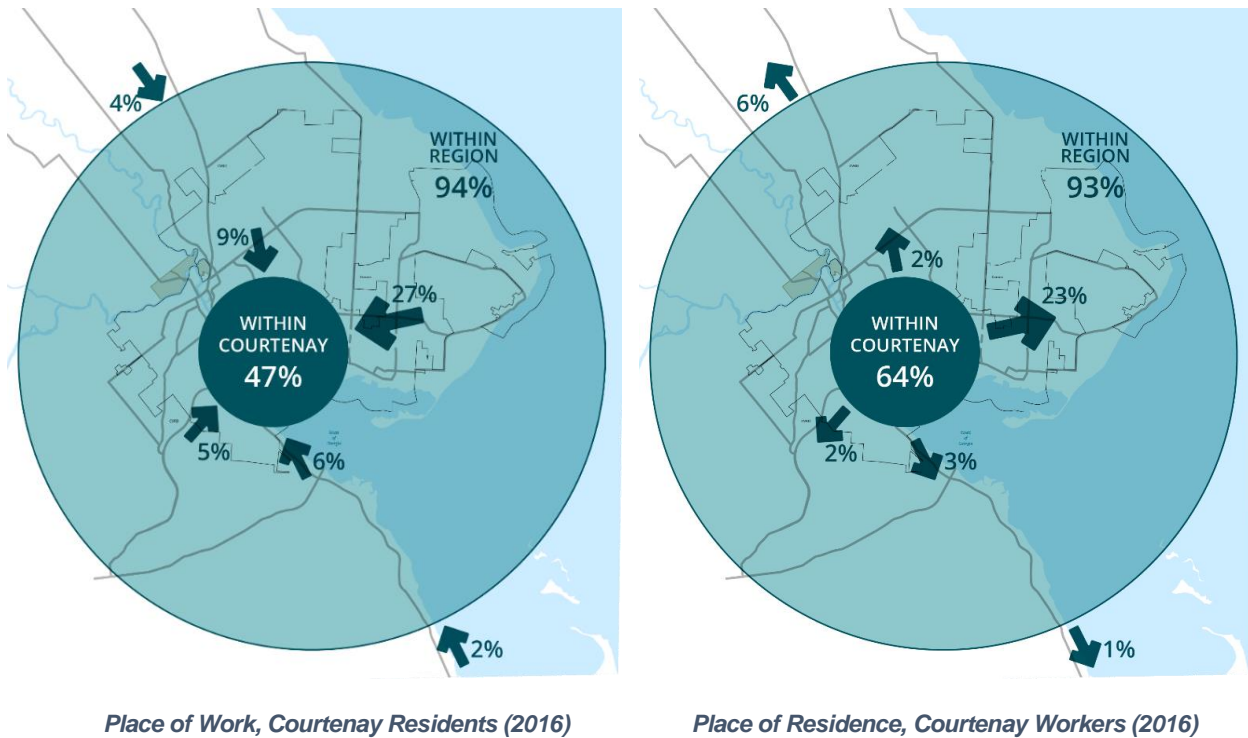 4%
WITHIN
REGION
94%
9%
27%
WITHIN
COURTENAY
47%
5%
6%
2%
Place of Work, Courtenay Residents (2016)
6%
WITHIN
REGION
93%
2%
23%
WITHIN
COURTENAY
64%
2%
3%
1%
Place of Residence, Courtenay Workers (2016)